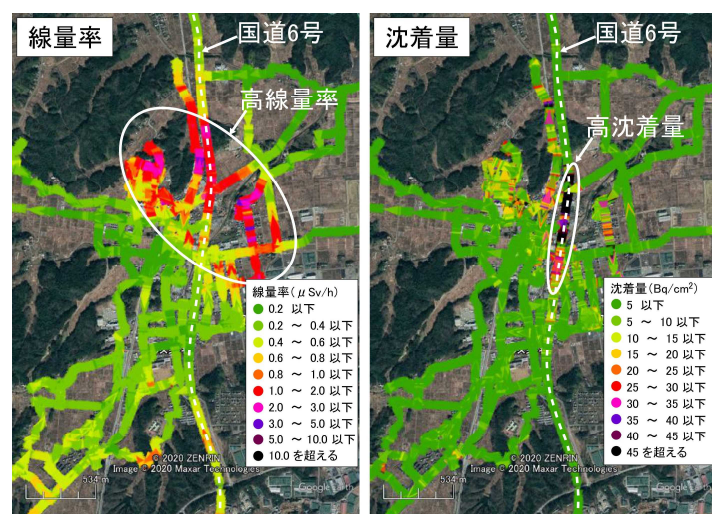 線量率
国道6号
高線量率
線量率(μSv/h)
0.2 以下
0.2 ～ 0.4 以下
0.4 ～ 0.6 以下
0.6 ～ 0.8 以下
0.8 ～ 1.0 以下
1.0 ～ 2.0 以下
2.0 ～ 3.0 以下
3.0 ～ 5.0 以下
5.0 ～ 10.0 以下
10.0 を超える
© 2020 ZENRIN
Image © 2020 Maxar Technologies
534 m
Google Earth
沈着量
国道6号
高沈着量
沈着量(Bq/cm²)
5 以下
5 ～ 10 以下
10 ～ 15 以下
15 ～ 20 以下
20 ～ 25 以下
25 ～ 30 以下
30 ～ 35 以下
35 ～ 40 以下
40 ～ 45 以下
45 を超える
© 2020 ZENRIN
Image © 2020 Maxar Technologies
534 m
Google Earth